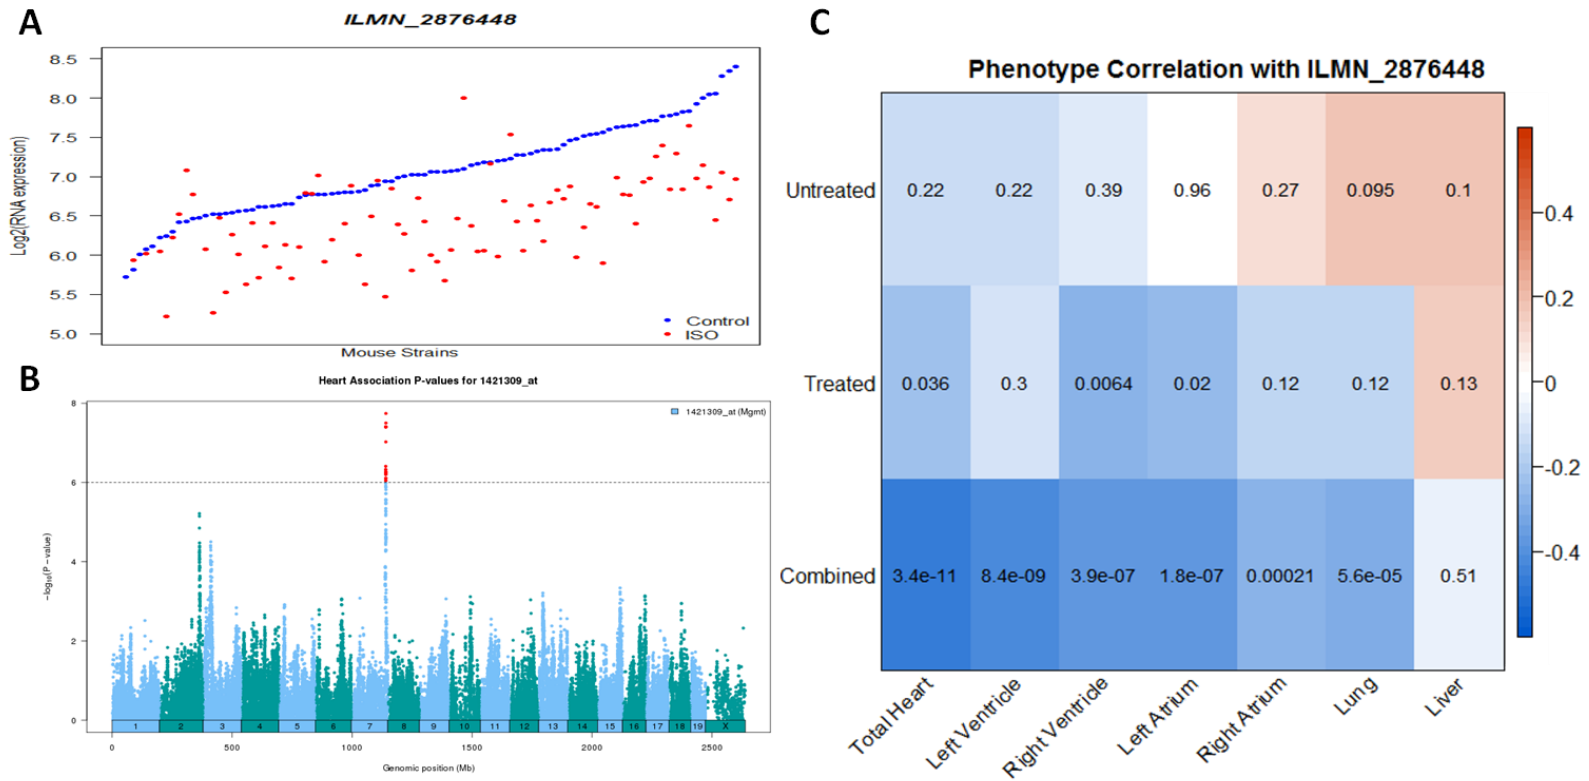 A
ILMN_2876448
Log2(RNA expression)
8.5
8.0
7.5
7.0
6.5
6.0
5.5
5.0
Control
ISO
Mouse Strains
B
Heart Association P-values for 1421309_at
1421309_at (Mgmt)
−log10(P−value)
8
6
4
2
0
1 2 3 4 5 6 7 8 9 10 11 12 13 14 15 16 17 18 19 X
0 500 1000 1500 2000 2500
Genomic position (Mb)
C
Phenotype Correlation with ILMN_2876448
Untreated 0.22 0.22 0.39 0.96 0.27 0.095 0.1
Treated 0.036 0.3 0.0064 0.02 0.12 0.12 0.13
Combined 3.4e-11 8.4e-09 3.9e-07 1.8e-07 0.00021 5.6e-05 0.51
Total Heart
Left Ventricle
Right Ventricle
Left Atrium
Right Atrium
Lung
Liver
0.4
0.2
0
-0.2
-0.4